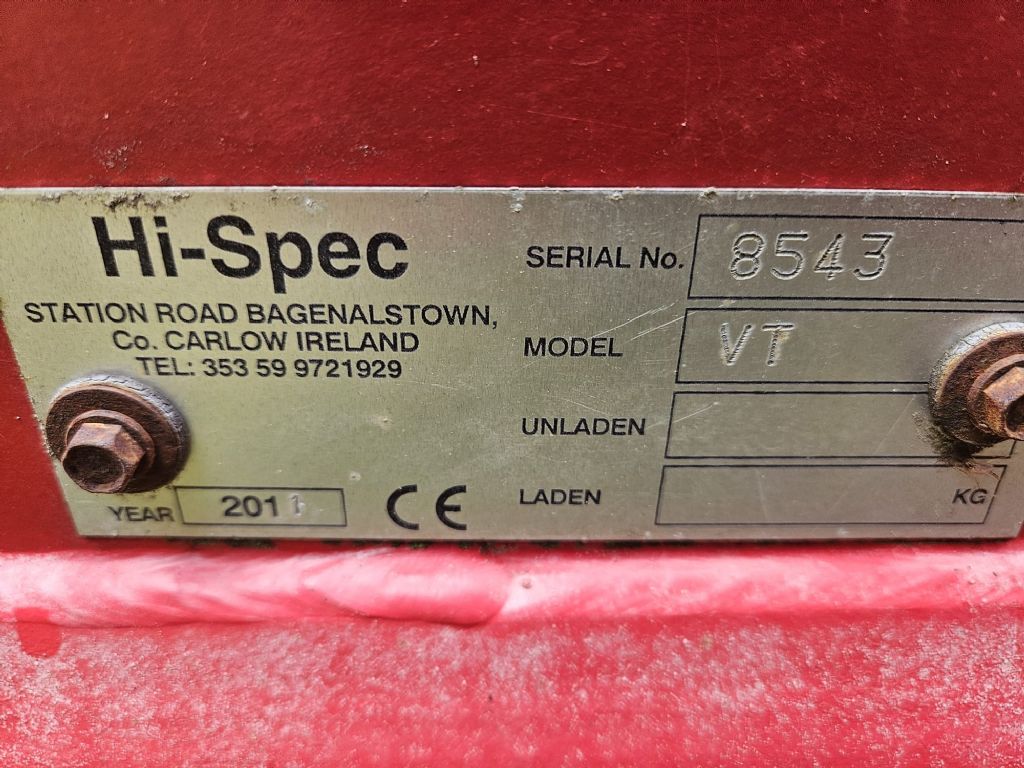 Hi-Spec
STATION ROAD BAGENALSTOWN,
Co. CARLOW IRELAND
TEL: 353 59 9721929
YEAR 2011
CE
SERIAL No. 8543
MODEL VT
UNLADEN
LADEN KG